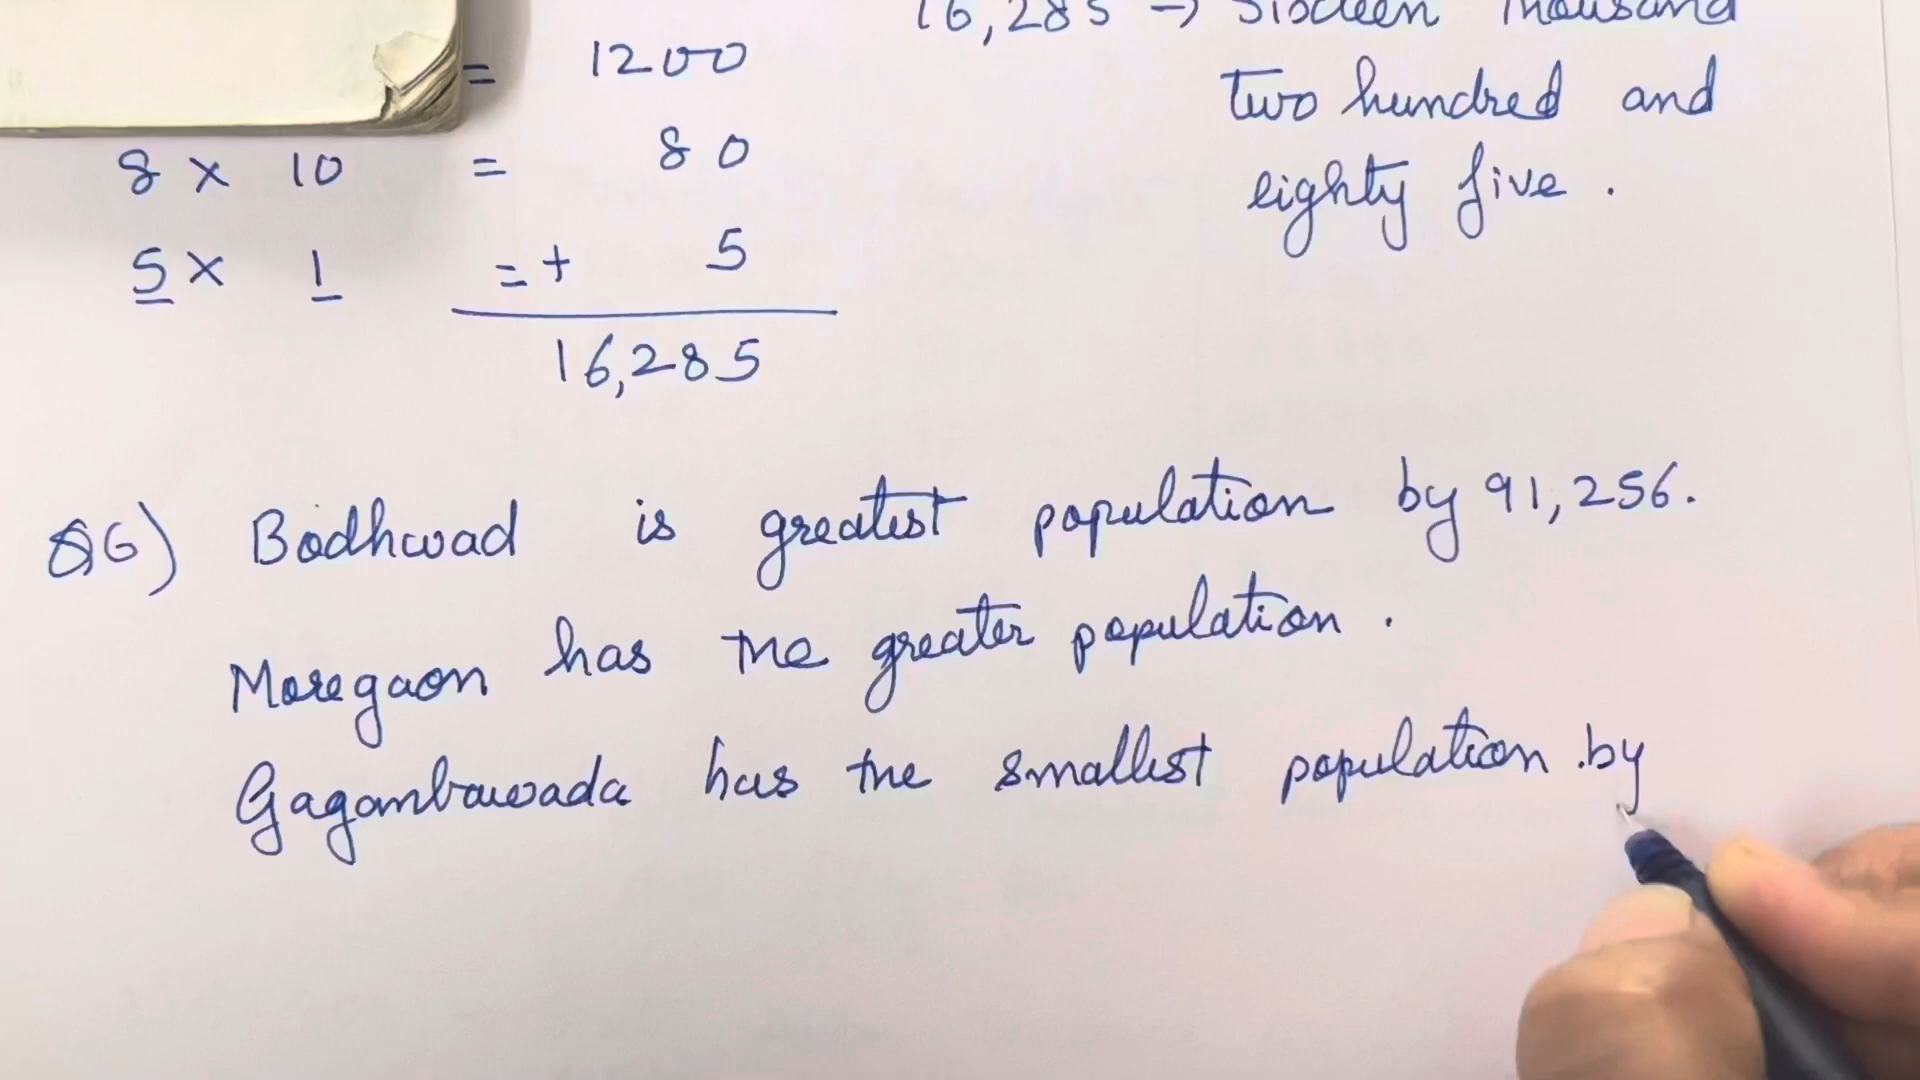 = 1200
8 x 10 = 80
5 x 1 = + 5
16,285
16,285 → Sixteen Thousand
two hundred and
eighty five .
Q6) Bodhwad is greatest population by 91,256.
Moregaon has the greater population .
Gaganbawada has the smallest population .by